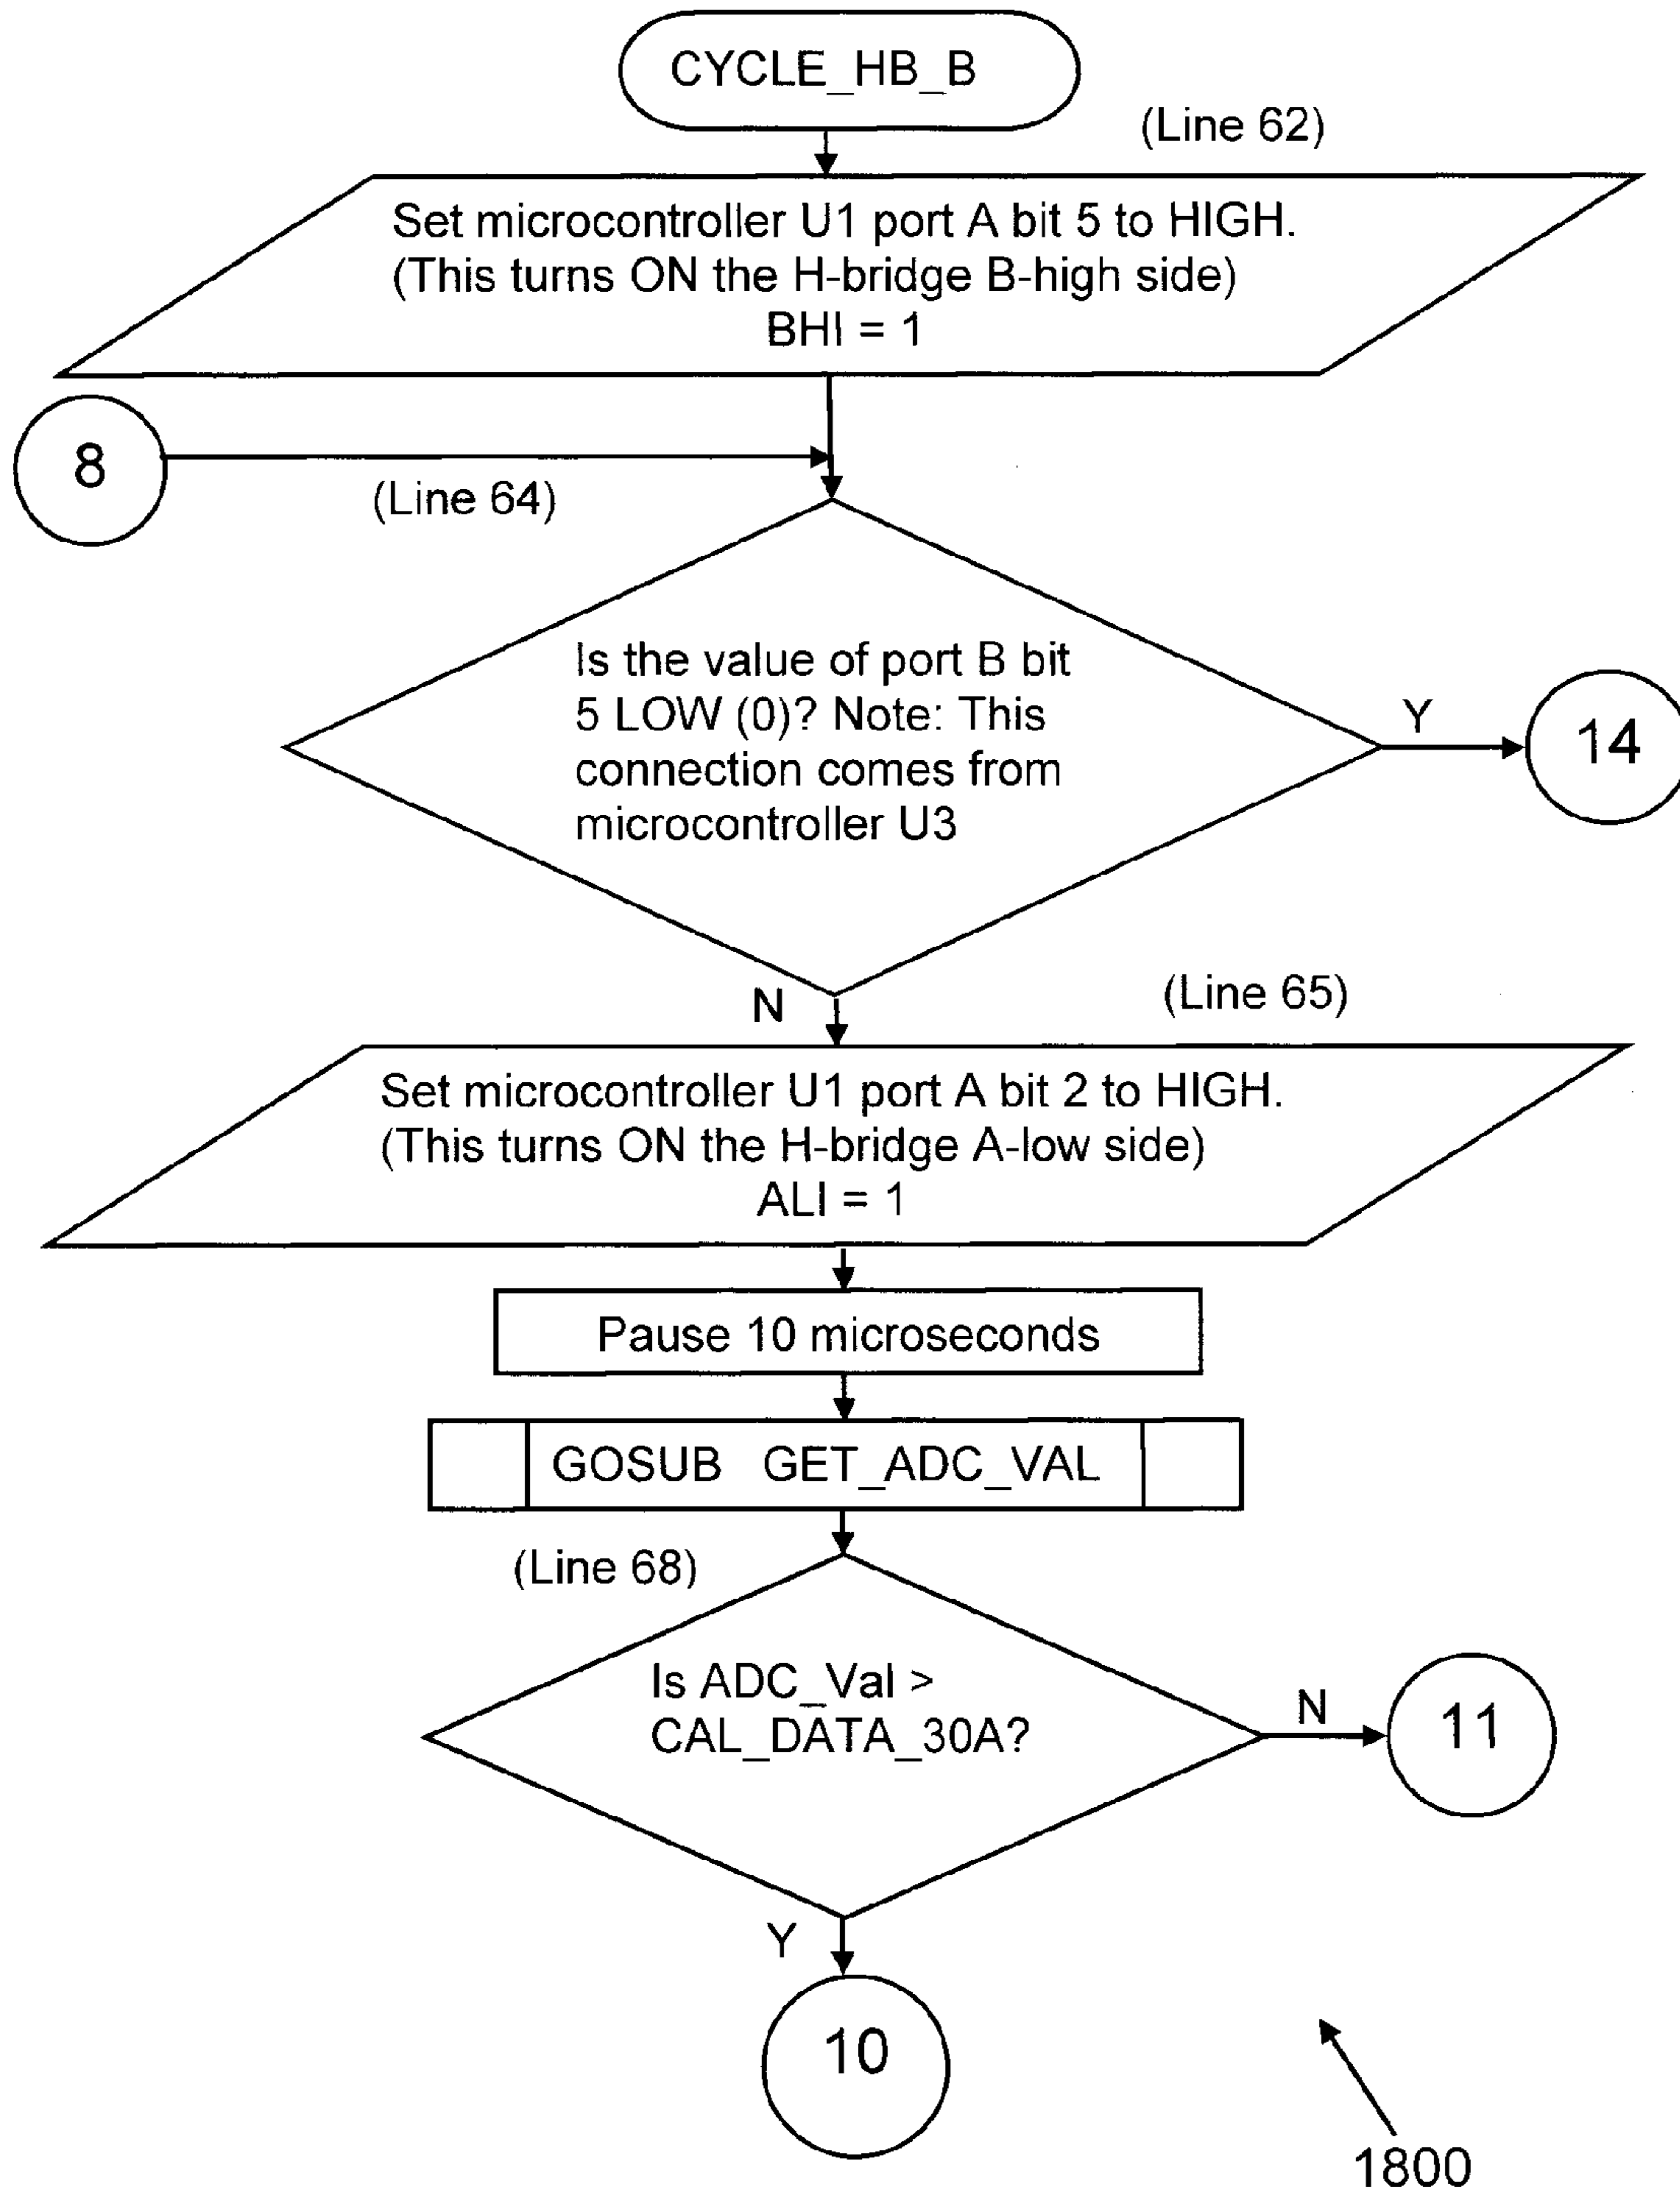 CYCLE_HB_B
(Line 62)
Set microcontroller U1 port A bit 5 to HIGH.
(This turns ON the H-bridge B-high side)
BHI = 1
8
(Line 64)
Is the value of port B bit
5 LOW (0)? Note: This
connection comes from
microcontroller U3
Y
14
N
(Line 65)
Set microcontroller U1 port A bit 2 to HIGH.
(This turns ON the H-bridge A-low side)
ALI = 1
Pause 10 microseconds
GOSUB GET_ADC_VAL
(Line 68)
Is ADC_Val >
CAL_DATA_30A?
N
11
Y
10
1800